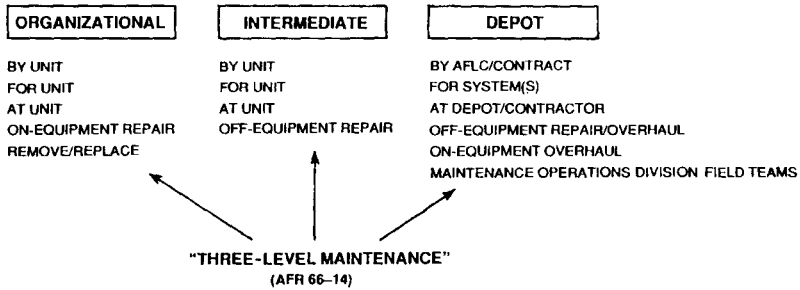 ORGANIZATIONAL
BY UNIT
FOR UNIT
AT UNIT
ON-EQUIPMENT REPAIR
REMOVE/REPLACE
INTERMEDIATE
BY UNIT
FOR UNIT
AT UNIT
OFF-EQUIPMENT REPAIR
DEPOT
BY AFLC/CONTRACT
FOR SYSTEM(S)
AT DEPOT/CONTRACTOR
OFF-EQUIPMENT REPAIR/OVERHAUL
ON-EQUIPMENT OVERHAUL
MAINTENANCE OPERATIONS DIVISION FIELD TEAMS
"THREE-LEVEL MAINTENANCE"
(AFR 66–14)